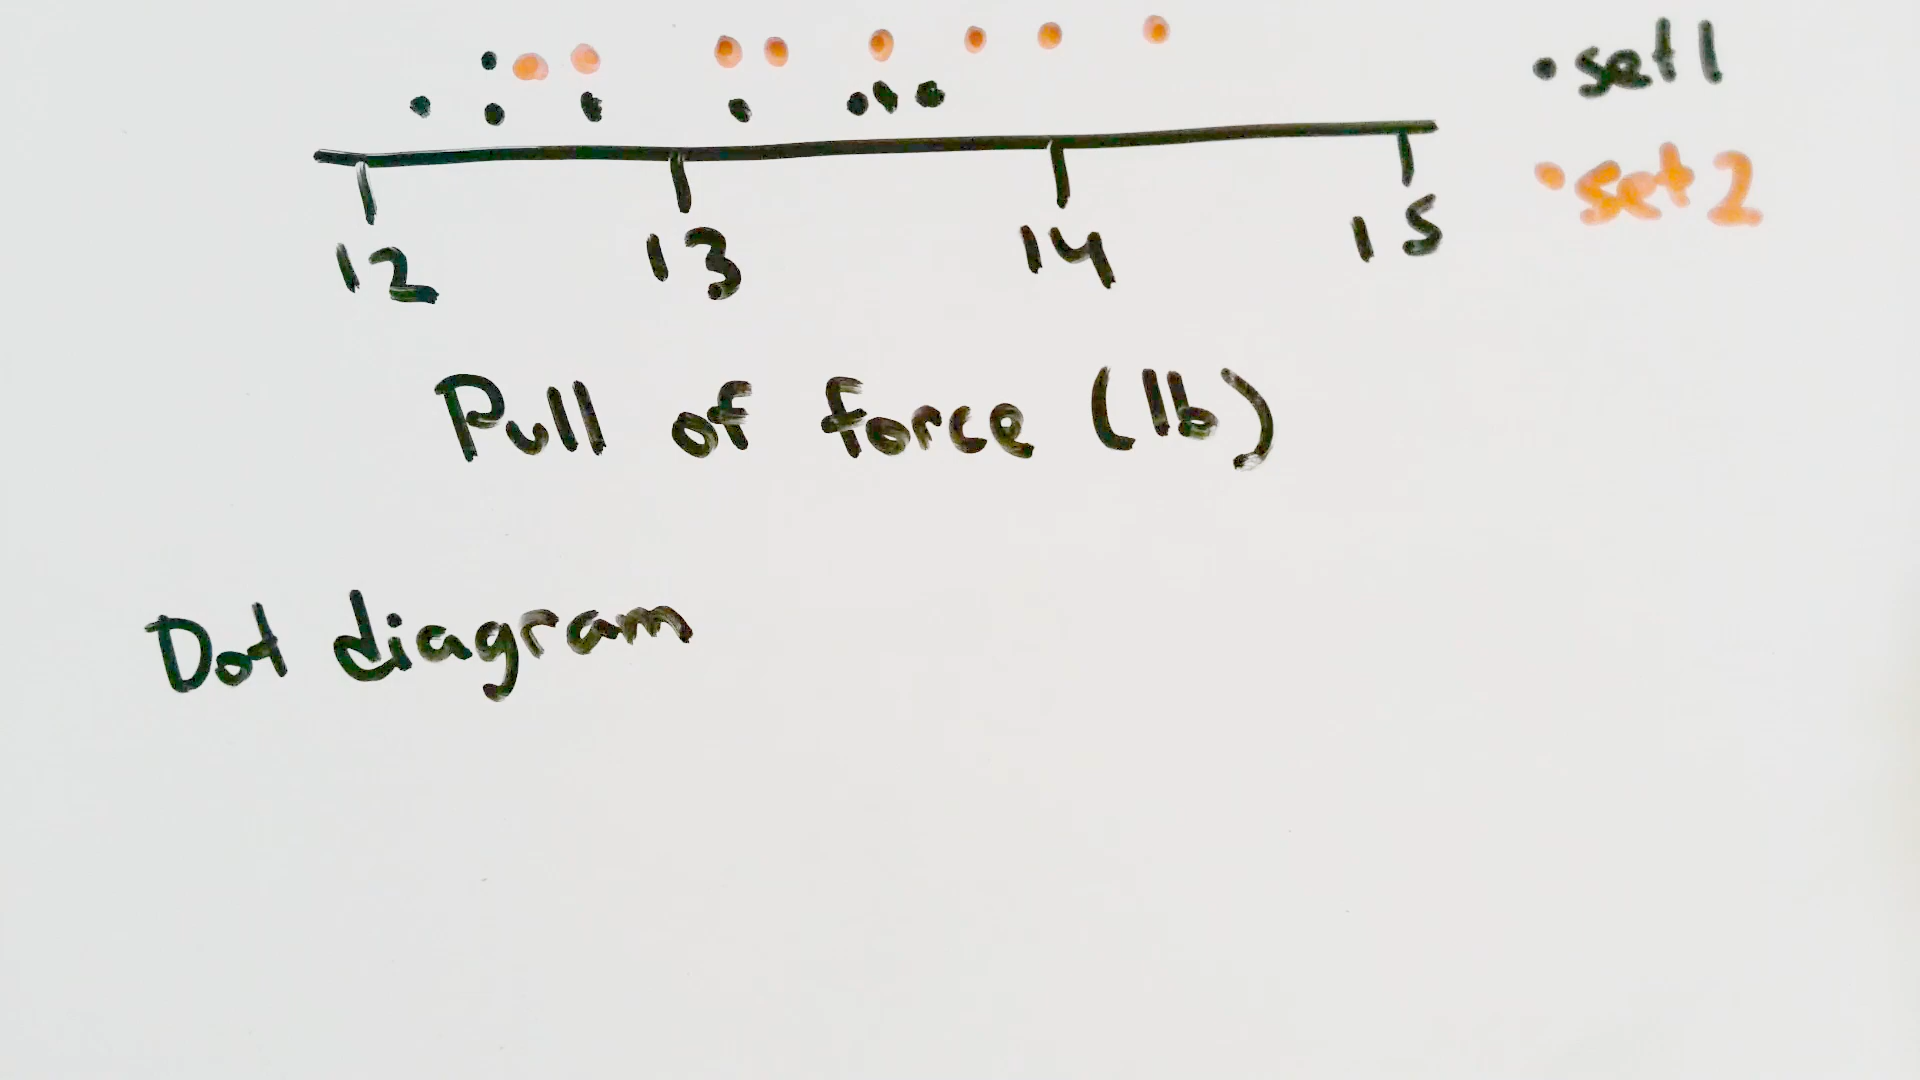 set 1
set 2
12 13 14 15
Pull of force (lb)
Dot diagram